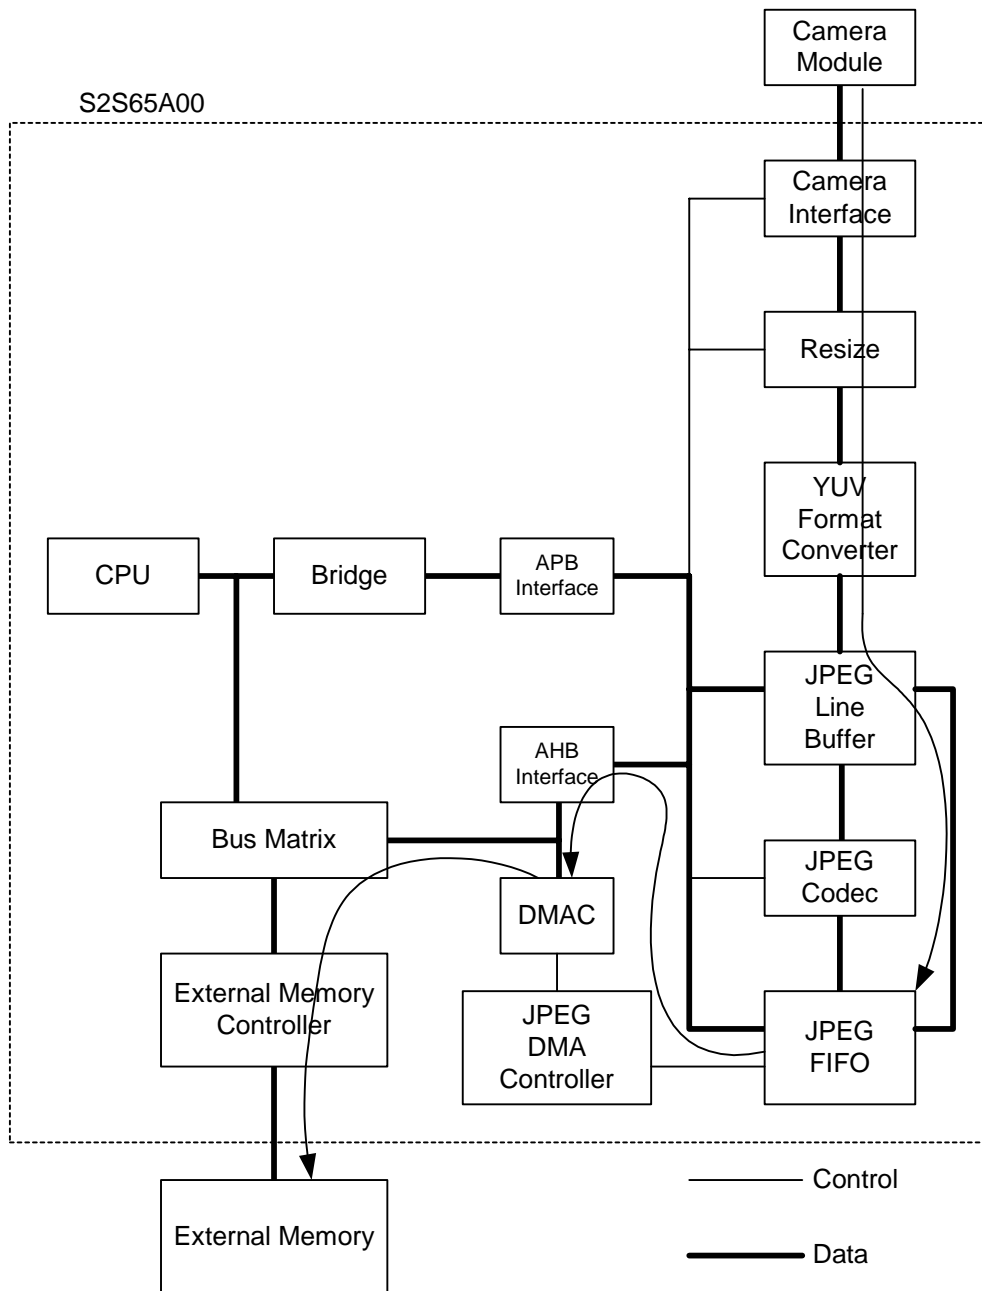 Camera
Module
S2S65A00
Camera
Interface
Resize
YUV
Format
Converter
CPU
Bridge
APB
Interface
JPEG
Line
Buffer
AHB
Interface
Bus Matrix
JPEG
Codec
DMAC
External Memory
Controller
JPEG
DMA
Controller
JPEG
FIFO
Control
External Memory
Data